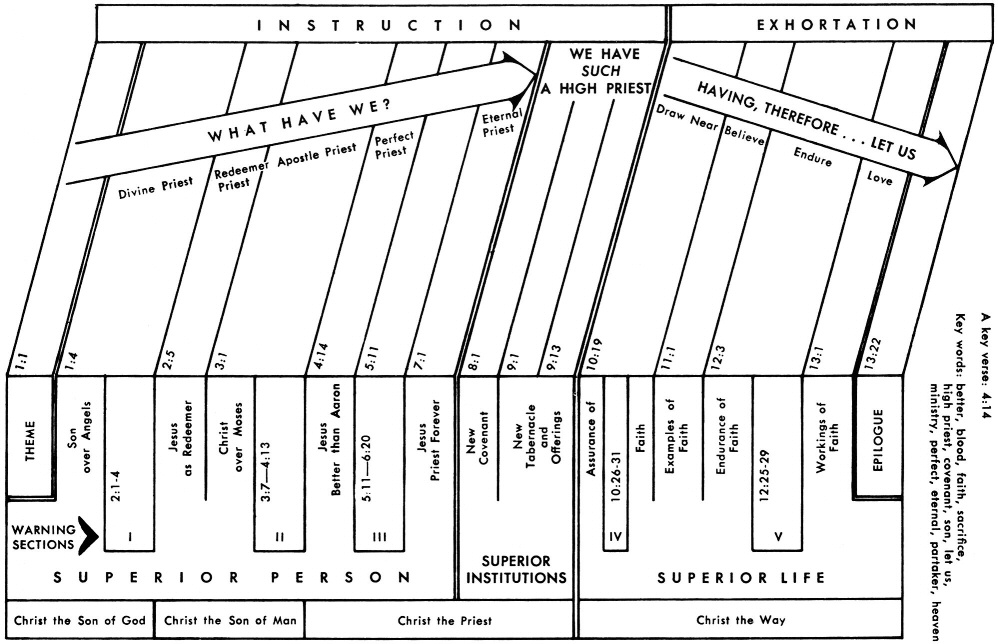 INSTRUCTION
EXHORTATION
WHAT HAVE WE?
WE HAVE
SUCH
A HIGH PRIEST
HAVING, THEREFORE . . . LET US
Divine Priest
Redeemer
Priest
Apostle Priest
Perfect
Priest
Eternal
Priest
Draw Near
Believe
Endure
Love
1:1
1:4
2:5
3:1
4:14
5:11
7:1
8:1
9:1
9:13
10:19
11:1
12:3
13:1
13:22
THEME
Son
over Angels
2:1-4
Jesus
as Redeemer
Christ
over Moses
3:7—4:13
Jesus
Better than Aaron
5:11—6:20
Jesus
Priest Forever
New
Covenant
New
Tabernacle
and
Offerings
Assurance of
10:26-31
Faith
Examples of
Faith
Endurance of
Faith
12:25-29
Workings of
Faith
EPILOGUE
WARNING
SECTIONS
I
II
III
IV
V
SUPERIOR PERSON
SUPERIOR
INSTITUTIONS
SUPERIOR LIFE
Christ the Son of God
Christ the Son of Man
Christ the Priest
Christ the Way
A key verse: 4:14
Key words: better, blood, faith, sacrifice,
high priest, covenant, son, let us,
ministry, perfect, eternal, partaker, heaven